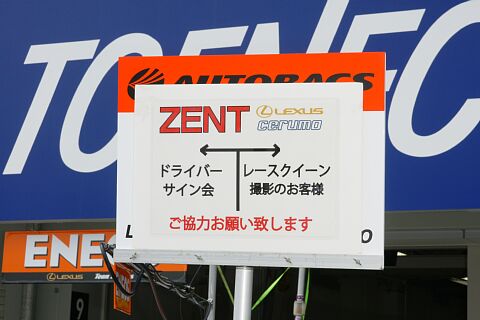 TOENEC
AUTOBACS
ZENT
LEXUS
cerumo
ドライバー
サイン会
レースクイーン
撮影のお客様
ご協力お願い致します
L
O
ENE
LEXUS
Team
9